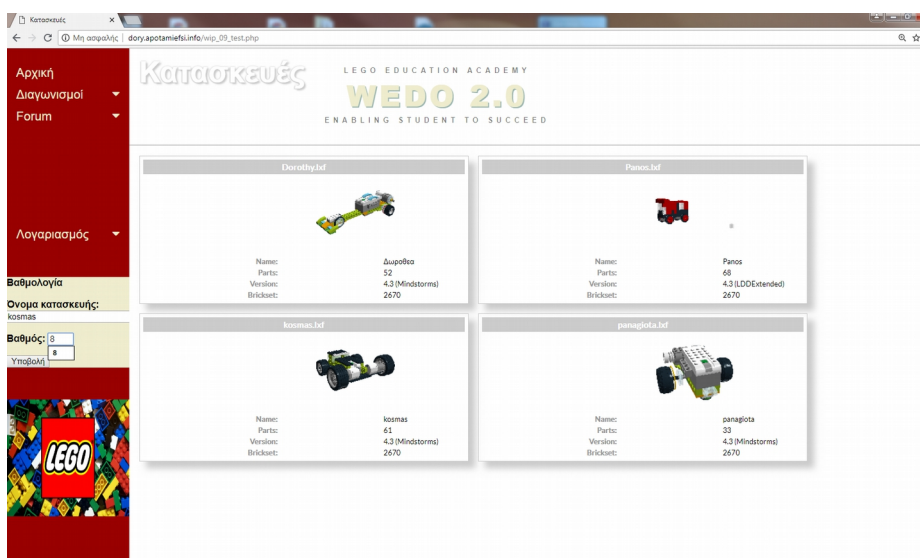 Κατασκευές
Μη ασφαλής
dory.apotamiefsi.info/wip_09_test.php
Αρχική
Διαγωνισμοί
Forum
Λογαριασμός
Βαθμολογία
Όνομα κατασκευής:
kosmas
Βαθμός: 8
8
Υποβολή
LEGO
Κατασκευές
LEGO EDUCATION ACADEMY
WEDO 2.0
ENABLING STUDENT TO SUCCEED
Dorothy.lxf
Name: Δωροθεα
Parts: 52
Version: 4.3 (Mindstorms)
Brickset: 2670
Panos.lxf
Name: Panos
Parts: 68
Version: 4.3 (LDDExtended)
Brickset: 2670
kosmas.lxf
Name: kosmas
Parts: 61
Version: 4.3 (Mindstorms)
Brickset: 2670
panagiota.lxf
Name: panagiota
Parts: 33
Version: 4.3 (Mindstorms)
Brickset: 2670